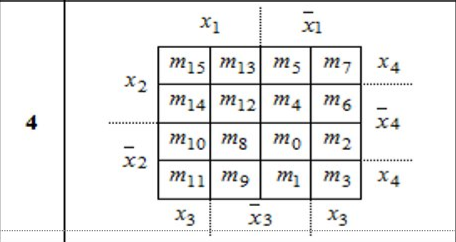 x₁ x̄₁
m₁₅ m₁₃ m₅ m₇ x₄
x₂
m₁₄ m₁₂ m₄ m₆
4 x̄₄
m₁₀ m₈ m₀ m₂
x̄₂
m₁₁ m₉ m₁ m₃ x₄
x₃ x̄₃ x₃